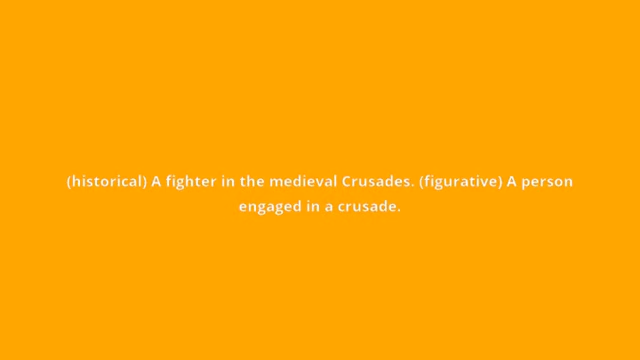 (historical) A fighter in the medieval Crusades. (figurative) A person
engaged in a crusade.